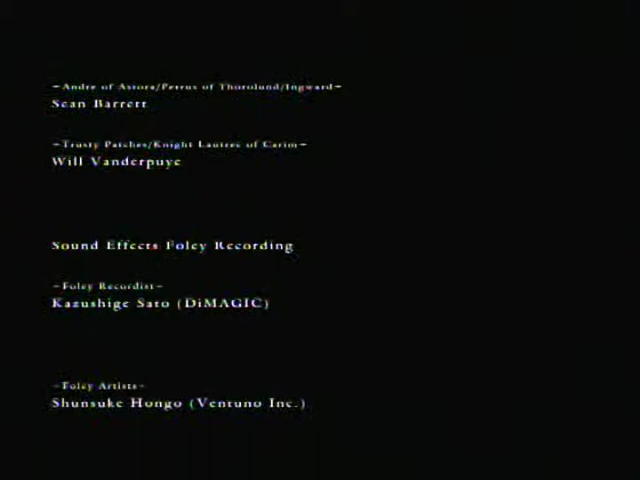 ~Andre of Astora/Petrus of Thorolund/Ingward~
Sean Barrett
~Trusty Patches/Knight Lautrec of Carim~
Will Vanderpuye
Sound Effects Foley Recording
~Foley Recordist~
Kazushige Sato (DiMAGIC)
~Foley Artists~
Shunsuke Hongo (Ventuno Inc.)